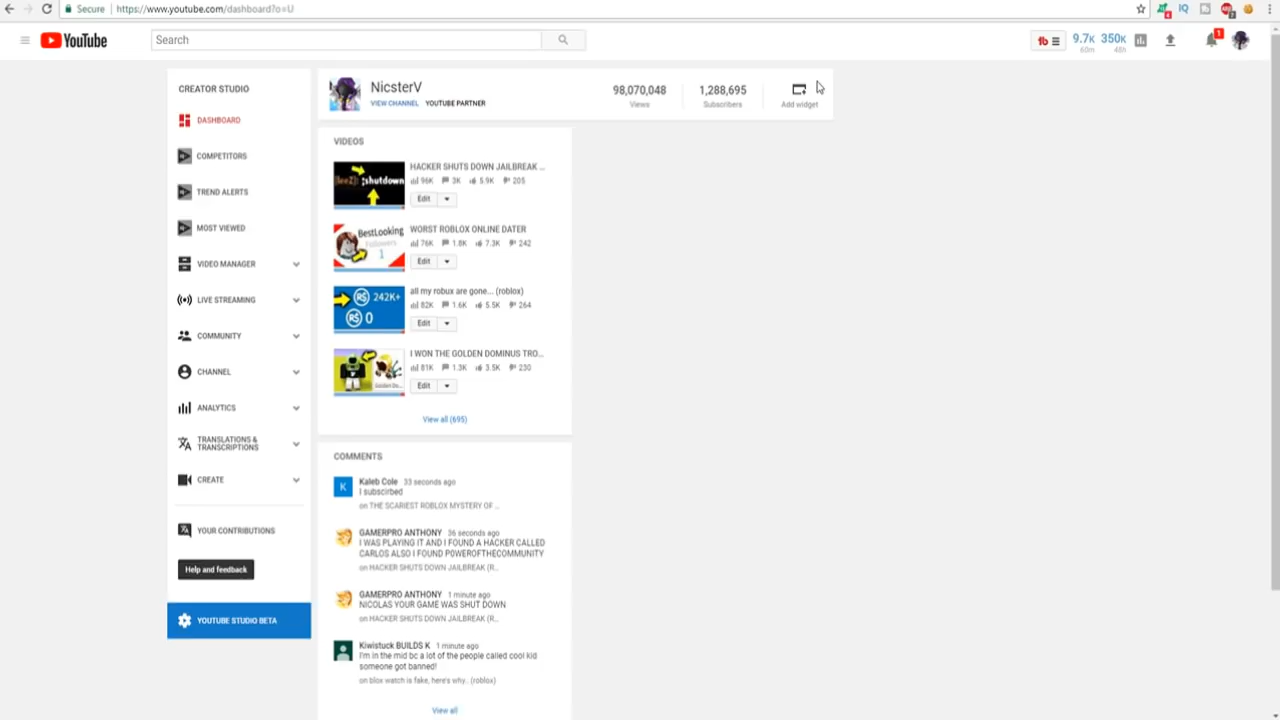 Secure https://www.youtube.com/dashboard?o=U
YouTube
Search
9.7K 350K
60m 48h
1
CREATOR STUDIO
DASHBOARD
COMPETITORS
TREND ALERTS
MOST VIEWED
VIDEO MANAGER
LIVE STREAMING
COMMUNITY
CHANNEL
ANALYTICS
TRANSLATIONS &
TRANSCRIPTIONS
CREATE
YOUR CONTRIBUTIONS
Help and feedback
YOUTUBE STUDIO BETA
NicsterV
VIEW CHANNEL YOUTUBE PARTNER
98,070,048
Views
1,288,695
Subscribers
Add widget
VIDEOS
;shutdown
HACKER SHUTS DOWN JAILBREAK ...
96K 3K 5.9K 205
Edit
BestLooking
Followers
1
WORST ROBLOX ONLINE DATER
76K 1.8K 7.3K 242
Edit
R$ 242K+
R$ 0
all my robux are gone... (roblox)
82K 1.6K 5.5K 264
Edit
I WON THE GOLDEN DOMINUS TRO...
81K 1.3K 3.5K 230
Edit
View all (695)
COMMENTS
K
Kaleb Cole 33 seconds ago
I subscirbed
on THE SCARIEST ROBLOX MYSTERY OF ...
GAMERPRO ANTHONY 36 seconds ago
I WAS PLAYING IT AND I FOUND A HACKER CALLED
CARLOS ALSO I FOUND P0WEROFTHECOMMUNITY
on HACKER SHUTS DOWN JAILBREAK (R...
GAMERPRO ANTHONY 1 minute ago
NICOLAS YOUR GAME WAS SHUT DOWN
on HACKER SHUTS DOWN JAILBREAK (R...
Kiwistuck BUILDS K 1 minute ago
I'm in the mid bc a lot of the people called cool kid
someone got banned!
on blox watch is fake, here's why.. (roblox)
View all